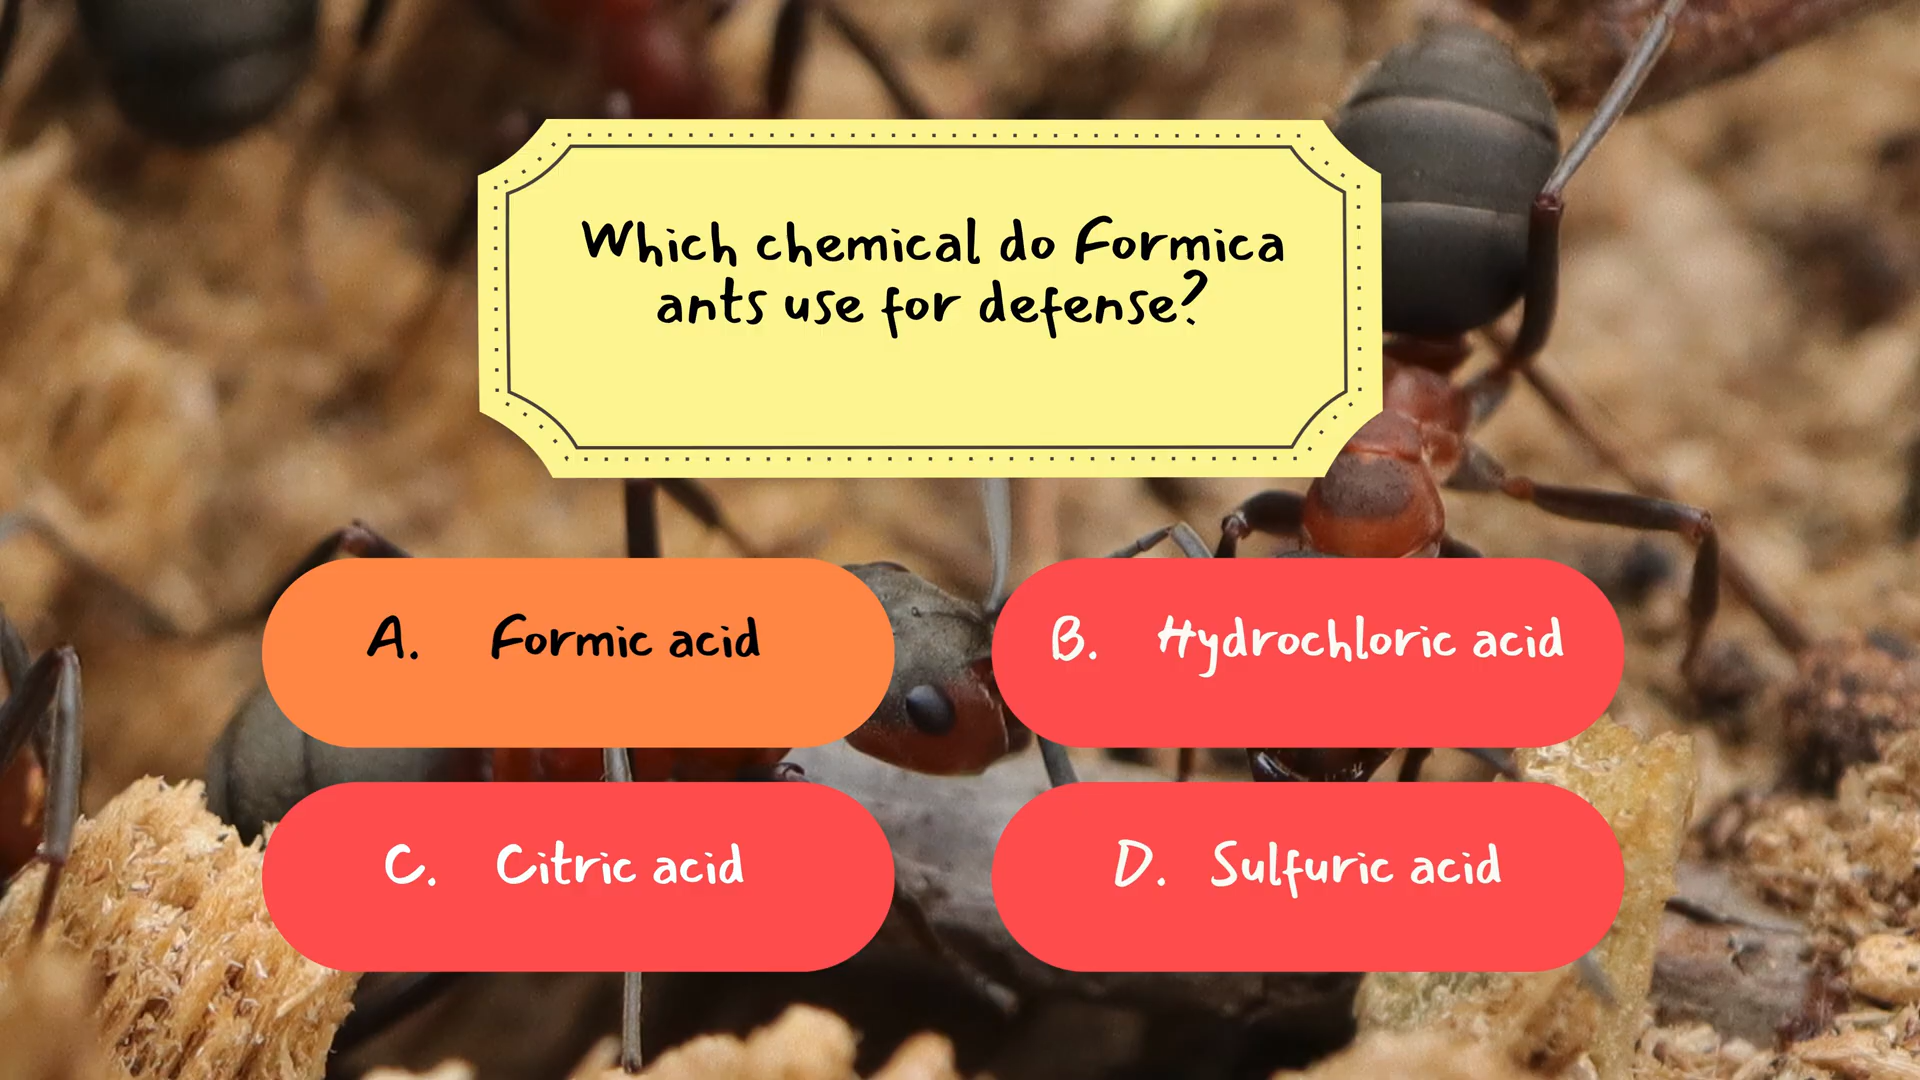 Which chemical do Formica
ants use for defense?
A. Formic acid
B. Hydrochloric acid
C. Citric acid
D. Sulfuric acid